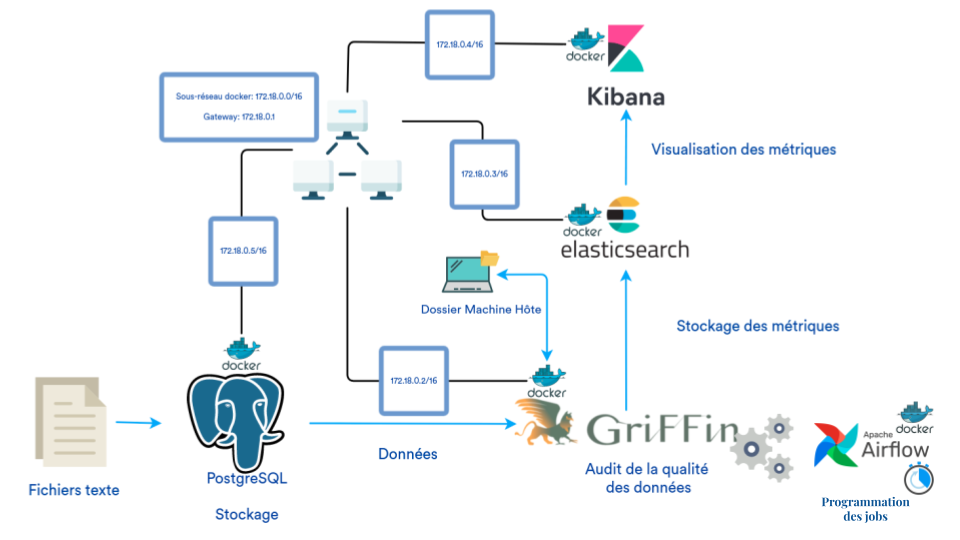 172.18.0.4/16
docker
Kibana
Sous-réseau docker: 172.18.0.0/16
Gateway: 172.18.0.1
Visualisation des métriques
172.18.0.3/16
docker
elasticsearch
172.18.0.5/16
Dossier Machine Hôte
Stockage des métriques
docker
172.18.0.2/16
docker
GriFFin
docker
Apache
Airflow
Données
Audit de la qualité
des données
PostgreSQL
Fichiers texte
Stockage
Programmation
des jobs